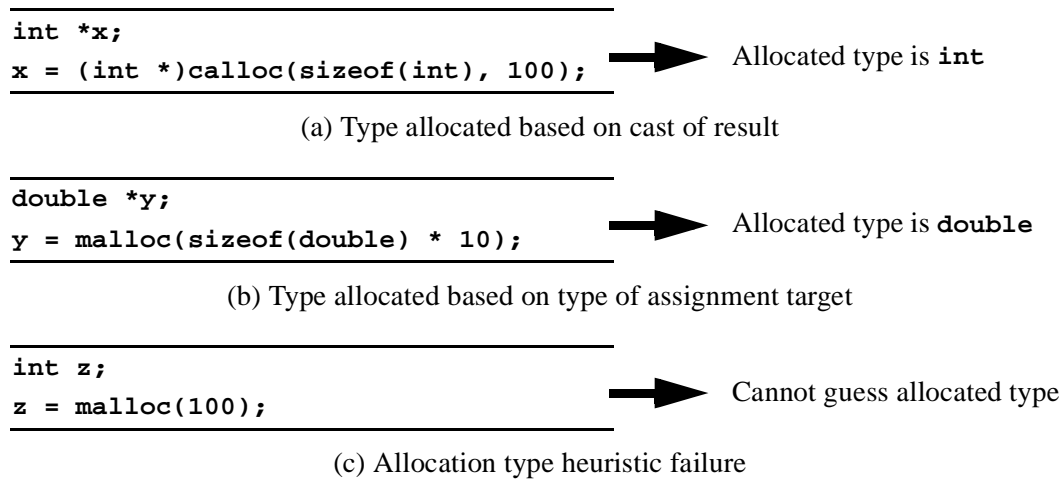 int *x;
x = (int *)calloc(sizeof(int), 100);
Allocated type is int
(a) Type allocated based on cast of result
double *y;
y = malloc(sizeof(double) * 10);
Allocated type is double
(b) Type allocated based on type of assignment target
int z;
z = malloc(100);
Cannot guess allocated type
(c) Allocation type heuristic failure